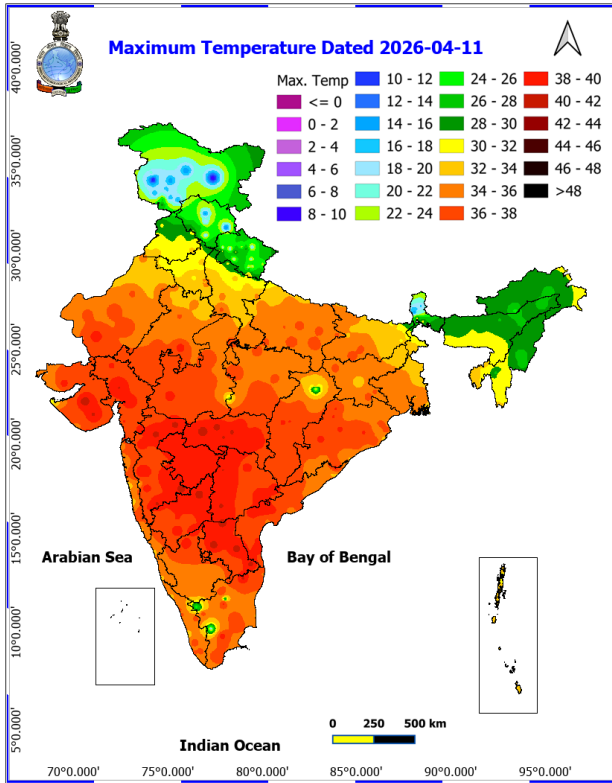 Maximum Temperature Dated 2026-04-11
Max. Temp
<= 0
0 - 2
2 - 4
4 - 6
6 - 8
8 - 10
10 - 12
12 - 14
14 - 16
16 - 18
18 - 20
20 - 22
22 - 24
24 - 26
26 - 28
28 - 30
30 - 32
32 - 34
34 - 36
36 - 38
38 - 40
40 - 42
42 - 44
44 - 46
46 - 48
>48
40°0.000'
35°0.000'
30°0.000'
25°0.000'
20°0.000'
15°0.000'
10°0.000'
5°0.000'
Arabian Sea
Bay of Bengal
0 250 500 km
Indian Ocean
70°0.000' 75°0.000' 80°0.000' 85°0.000' 90°0.000' 95°0.000'